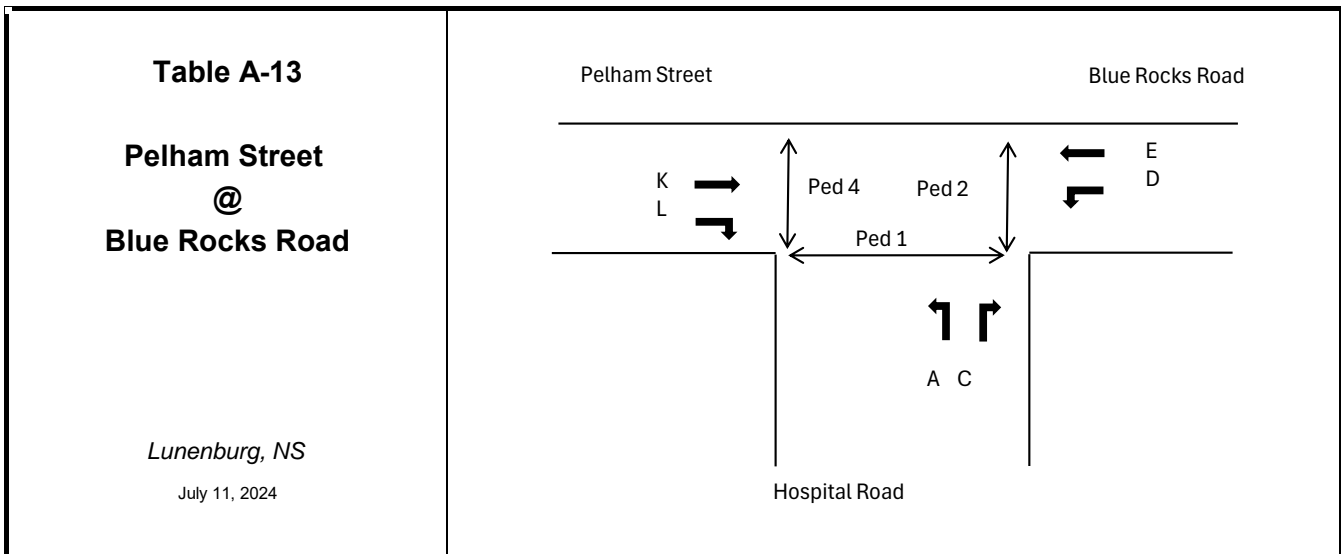 Table A-13
Pelham Street
@
Blue Rocks Road
Lunenburg, NS
July 11, 2024
Pelham Street
Blue Rocks Road
K
L
Ped 4
Ped 2
E
D
Ped 1
A C
Hospital Road